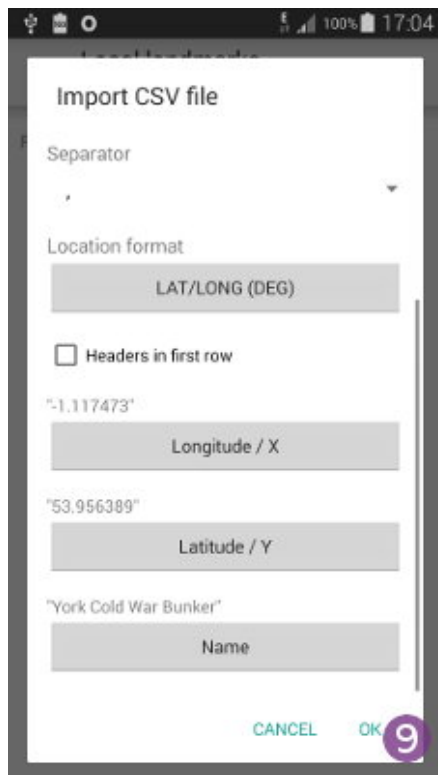 100% 17:04
Import CSV file
Separator
,
Location format
LAT/LONG (DEG)
Headers in first row
"-1.117473"
Longitude / X
"53.956389"
Latitude / Y
"York Cold War Bunker"
Name
CANCEL OK 9